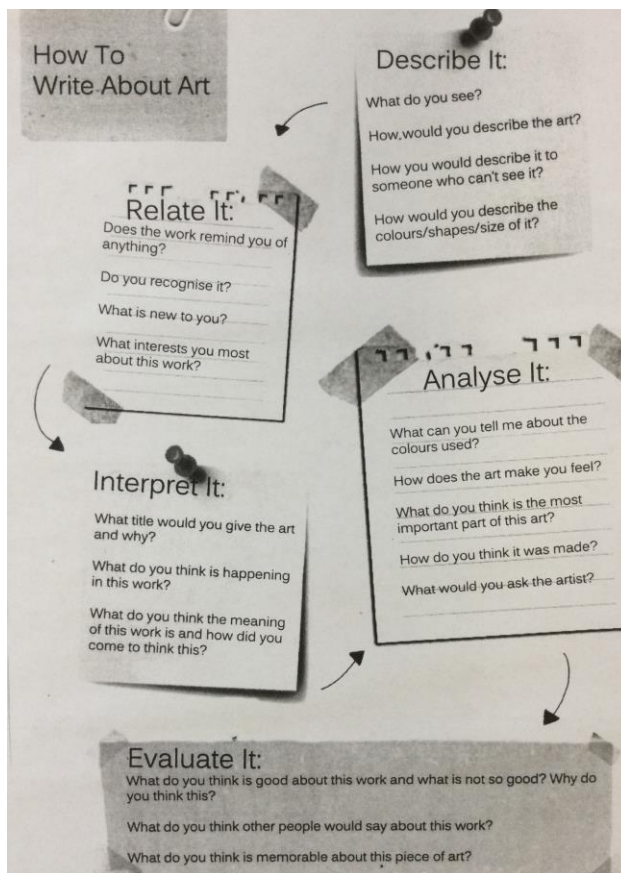 How To
Write About Art
Describe It:
What do you see?
How would you describe the art?
How you would describe it to
someone who can't see it?
How would you describe the
colours/shapes/size of it?
Relate It:
Does the work remind you of
anything?
Do you recognise it?
What is new to you?
What interests you most
about this work?
Interpret It:
What title would you give the art
and why?
What do you think is happening
in this work?
What do you think the meaning
of this work is and how did you
come to think this?
Analyse It:
What can you tell me about the
colours used?
How does the art make you feel?
What do you think is the most
important part of this art?
How do you think it was made?
What would you ask the artist?
Evaluate It:
What do you think is good about this work and what is not so good? Why do
you think this?
What do you think other people would say about this work?
What do you think is memorable about this piece of art?